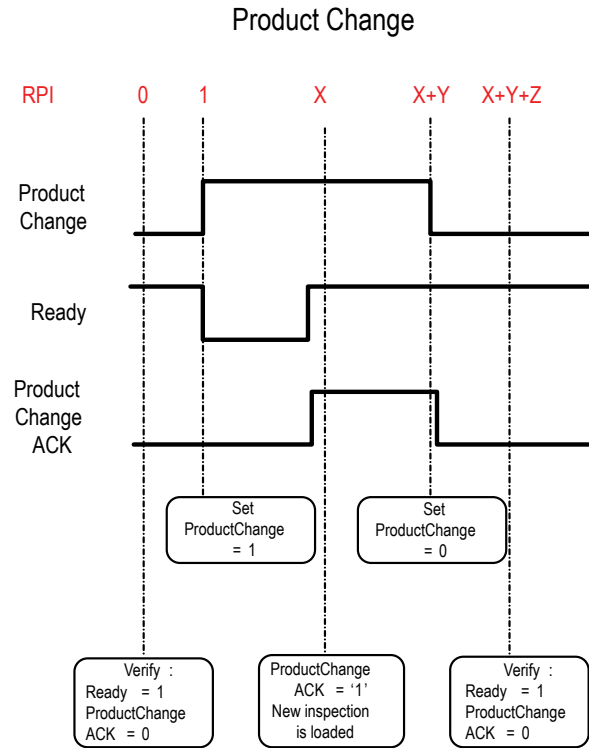 Product Change
RPI 0 1 X X+Y X+Y+Z
Product
Change
Ready
Product
Change
ACK
Set
ProductChange
= 1
Set
ProductChange
= 0
Verify :
Ready = 1
ProductChange
ACK = 0
ProductChange
ACK = ‘1’
New inspection
is loaded
Verify :
Ready = 1
ProductChange
ACK = 0